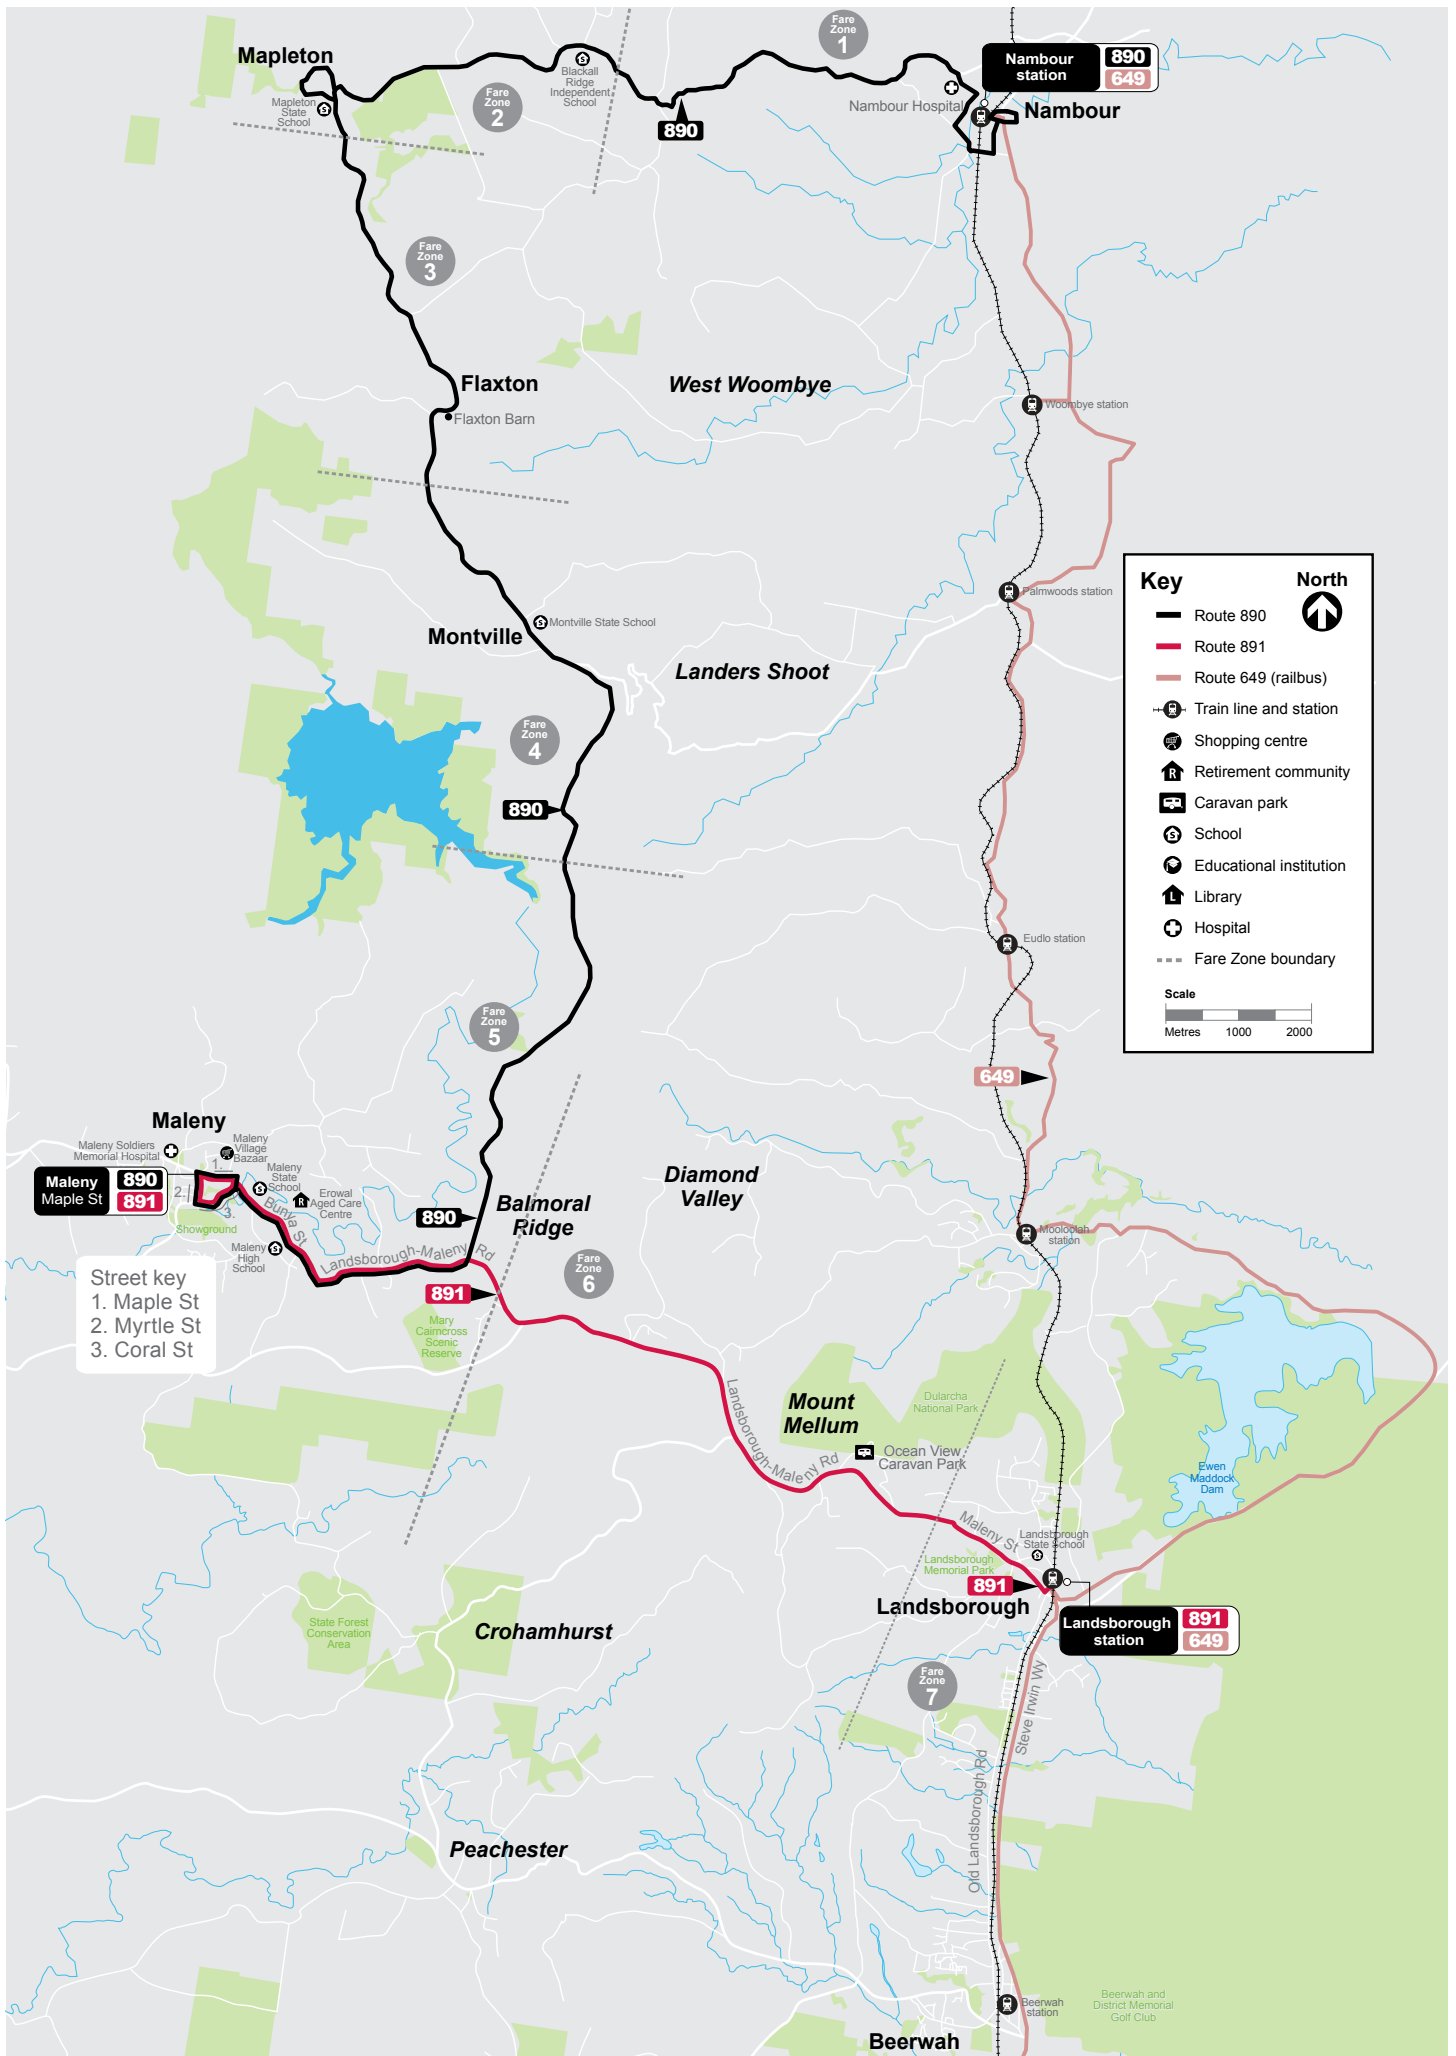 Fare
Zone
1
Mapleton
Nambour
station
890
649
Blackall
Ridge
Independent
School
Fare
Zone
2
Mapleton
State
School
Nambour Hospital
Nambour
890
Fare
Zone
3
Flaxton
Flaxton Barn
West Woombye
Woombye station
Palmwoods station
Montville State School
Montville
Landers Shoot
Key
North
Route 890
Route 891
Route 649 (railbus)
Train line and station
Shopping centre
Retirement community
R
Caravan park
School
S
Educational institution
Library
L
Hospital
Fare Zone boundary
Scale
Metres 1000 2000
Fare
Zone
4
890
Eudlo station
Fare
Zone
5
649
Maleny
Maleny Soldiers
Memorial Hospital
Maleny
Village
Bazaar
Maleny
State
School
Maleny
Maple St
890
891
1.
2.
3.
Erowal
Aged Care
Centre
R
Bunya St
Showground
Maleny
High
School
Landsborough-Maleny Rd
890
Balmoral
Ridge
Diamond
Valley
Mooloolah
station
Fare
Zone
6
891
Street key
1. Maple St
2. Myrtle St
3. Coral St
Mary
Cairncross
Scenic
Reserve
Landsborough-Maleny Rd
Mount
Mellum
Dularcha
National Park
Ocean View
Caravan Park
Ewen
Maddock
Dam
Maleny St
Landsborough
State School
Landsborough
Memorial Park
891
Landsborough
Landsborough
station
891
649
State Forest
Conservation
Area
Crohamhurst
Fare
Zone
7
Steve Irwin Wy
Old Landsborough Rd
Peachester
Beerwah
station
Beerwah and
District Memorial
Golf Club
Beerwah